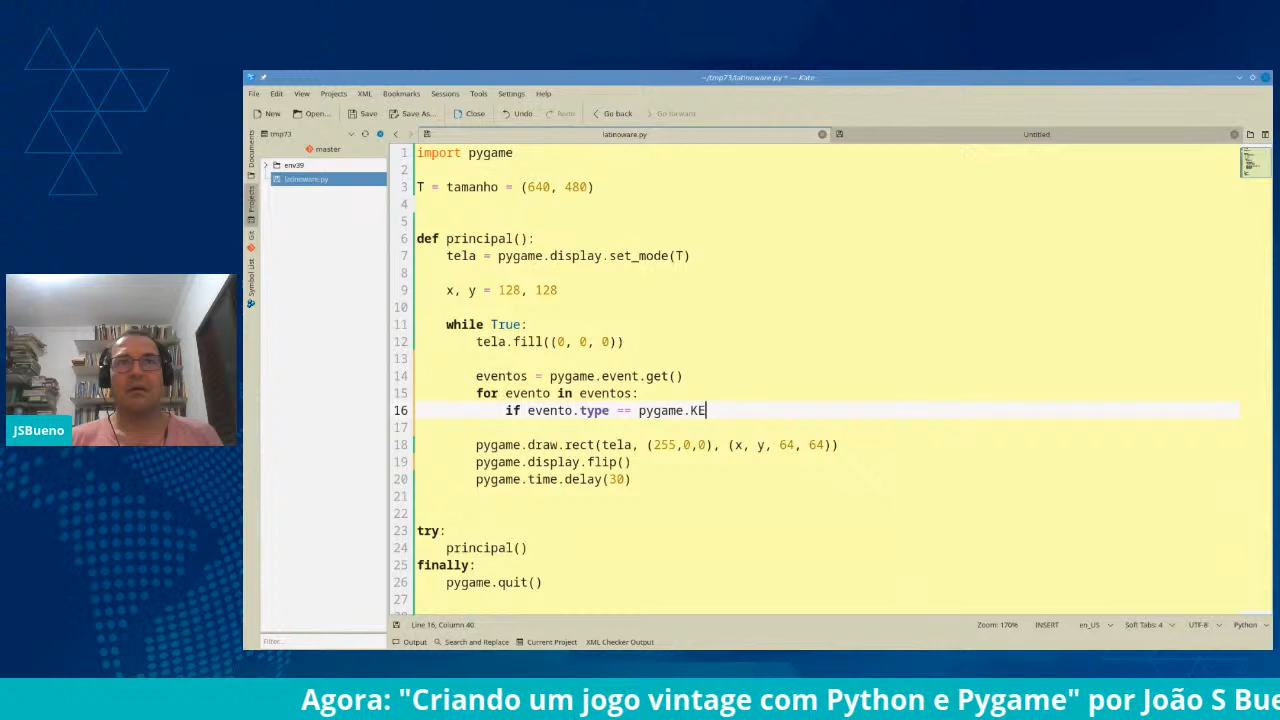 ~/tmp73/latinoware.py * — Kate
File Edit View Projects XML Bookmarks Sessions Tools Settings Help
New Open... Save Save As... Close Undo Redo Go back Go forward
tmp73
latinoware.py
Untitled
master
env39
latinoware.py
Documents
Projects
Git
Symbol List
1 import pygame
2
3 T = tamanho = (640, 480)
4
5
6 def principal():
7 tela = pygame.display.set_mode(T)
8
9 x, y = 128, 128
10
11 while True:
12 tela.fill((0, 0, 0))
13
14 eventos = pygame.event.get()
15 for evento in eventos:
16 if evento.type == pygame.KE
17
18 pygame.draw.rect(tela, (255,0,0), (x, y, 64, 64))
19 pygame.display.flip()
20 pygame.time.delay(30)
21
22
23 try:
24 principal()
25 finally:
26 pygame.quit()
27
JSBueno
Filter...
Line 16, Column 40
Zoom: 170% INSERT en_US Soft Tabs: 4 UTF-8 Python
Output Search and Replace Current Project XML Checker Output
Agora: "Criando um jogo vintage com Python e Pygame" por João S Bue